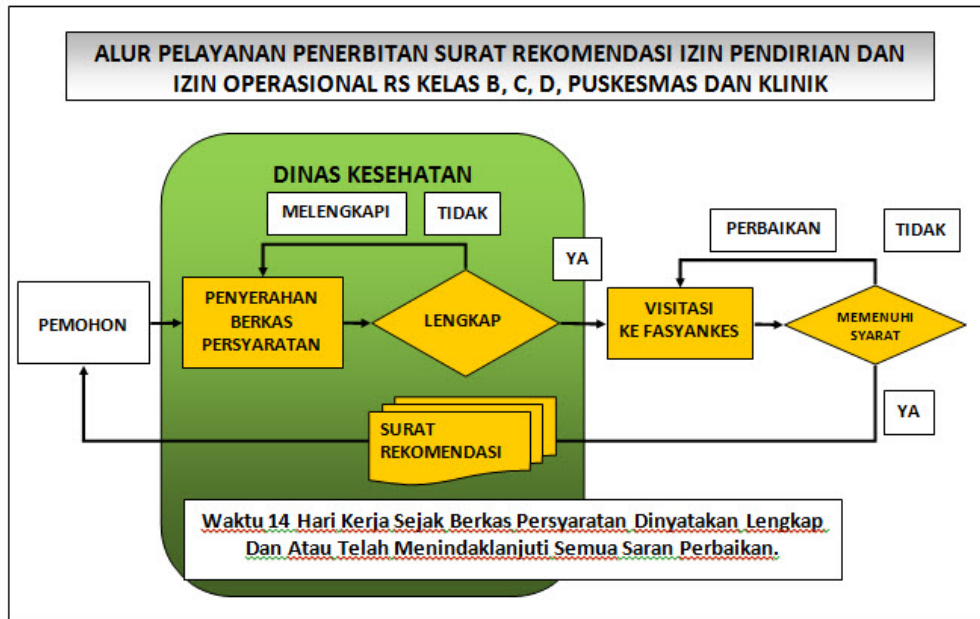 ALUR PELAYANAN PENERBITAN SURAT REKOMENDASI IZIN PENDIRIAN DAN
IZIN OPERASIONAL RS KELAS B, C, D, PUSKESMAS DAN KLINIK
DINAS KESEHATAN
MELENGKAPI
TIDAK
YA
PERBAIKAN
TIDAK
PEMOHON
PENYERAHAN
BERKAS
PERSYARATAN
LENGKAP
VISITASI
KE FASYANKES
MEMENUHI
SYARAT
YA
SURAT
REKOMENDASI
Waktu 14 Hari Kerja Sejak Berkas Persyaratan Dinyatakan Lengkap
Dan Atau Telah Menindaklanjuti Semua Saran Perbaikan.